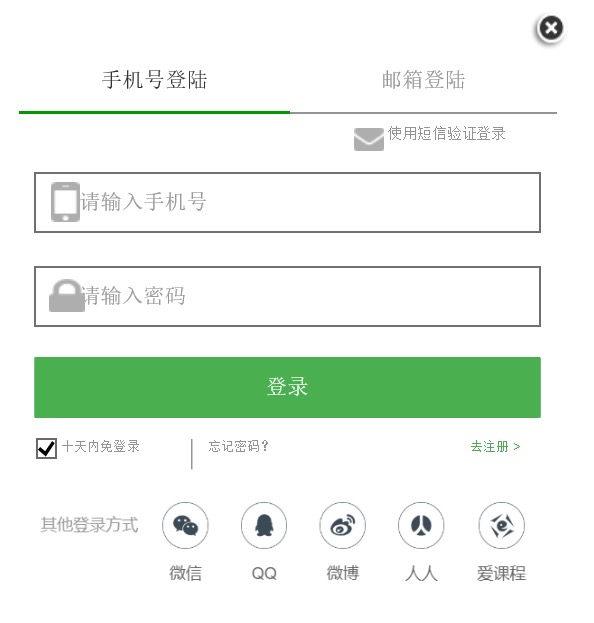 手机号登陆 邮箱登陆
使用短信验证登录
请输入手机号
请输入密码
登录
十天内免登录 忘记密码? 去注册 >
其他登录方式
微信 QQ 微博 人人 爱课程